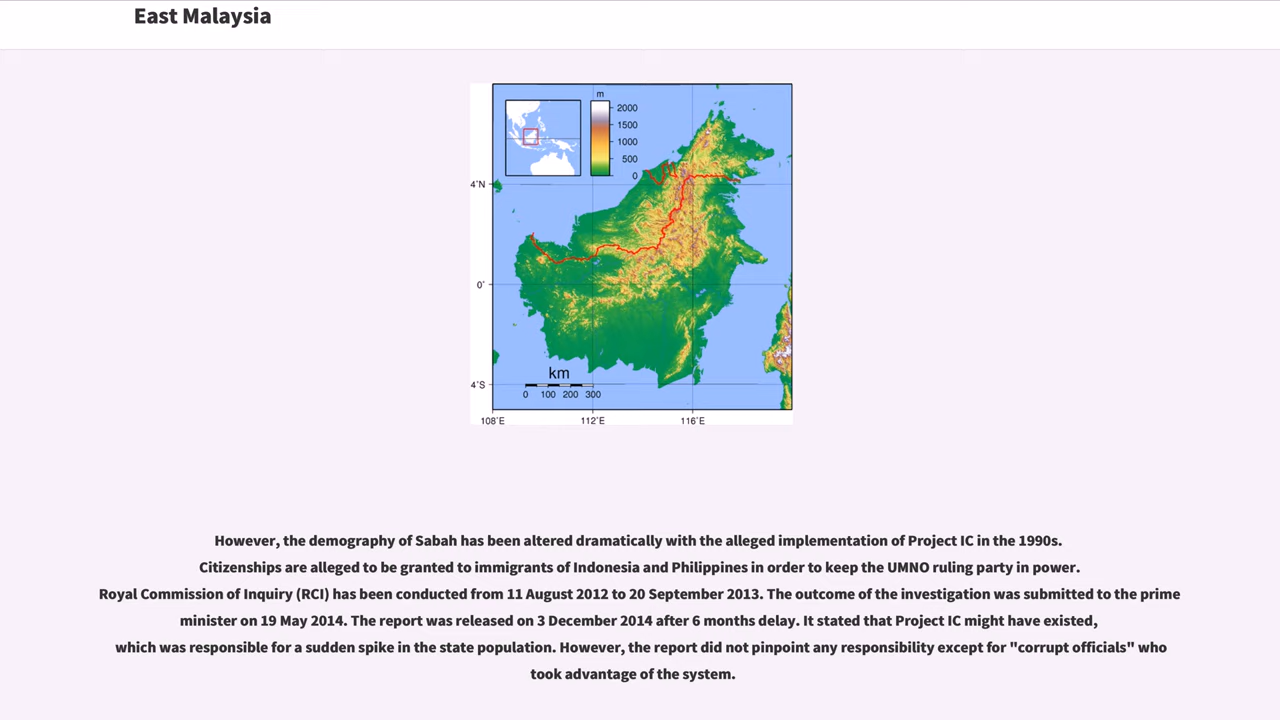 East Malaysia
m
2000
1500
1000
500
0
4°N
0°
4°S
km
0 100 200 300
108°E 112°E 116°E
However, the demography of Sabah has been altered dramatically with the alleged implementation of Project IC in the 1990s.
Citizenships are alleged to be granted to immigrants of Indonesia and Philippines in order to keep the UMNO ruling party in power.
Royal Commission of Inquiry (RCI) has been conducted from 11 August 2012 to 20 September 2013. The outcome of the investigation was submitted to the prime
minister on 19 May 2014. The report was released on 3 December 2014 after 6 months delay. It stated that Project IC might have existed,
which was responsible for a sudden spike in the state population. However, the report did not pinpoint any responsibility except for "corrupt officials" who
took advantage of the system.